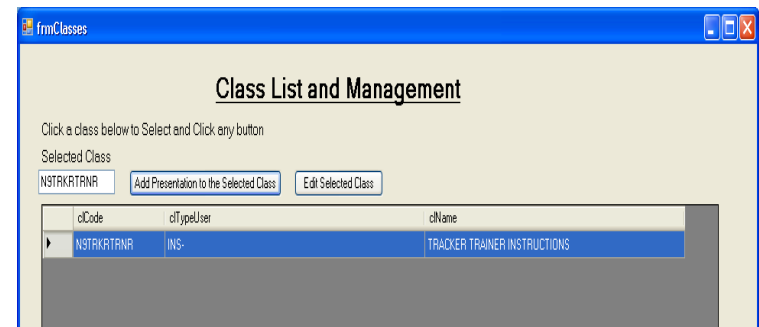 frmClasses
Class List and Management
Click a class below to Select and Click any button
Selected Class
N9TRKRTRNR Add Presentation to the Selected Class Edit Selected Class
clCode clTypeUser clName
N9TRKRTRNR INS- TRACKER TRAINER INSTRUCTIONS